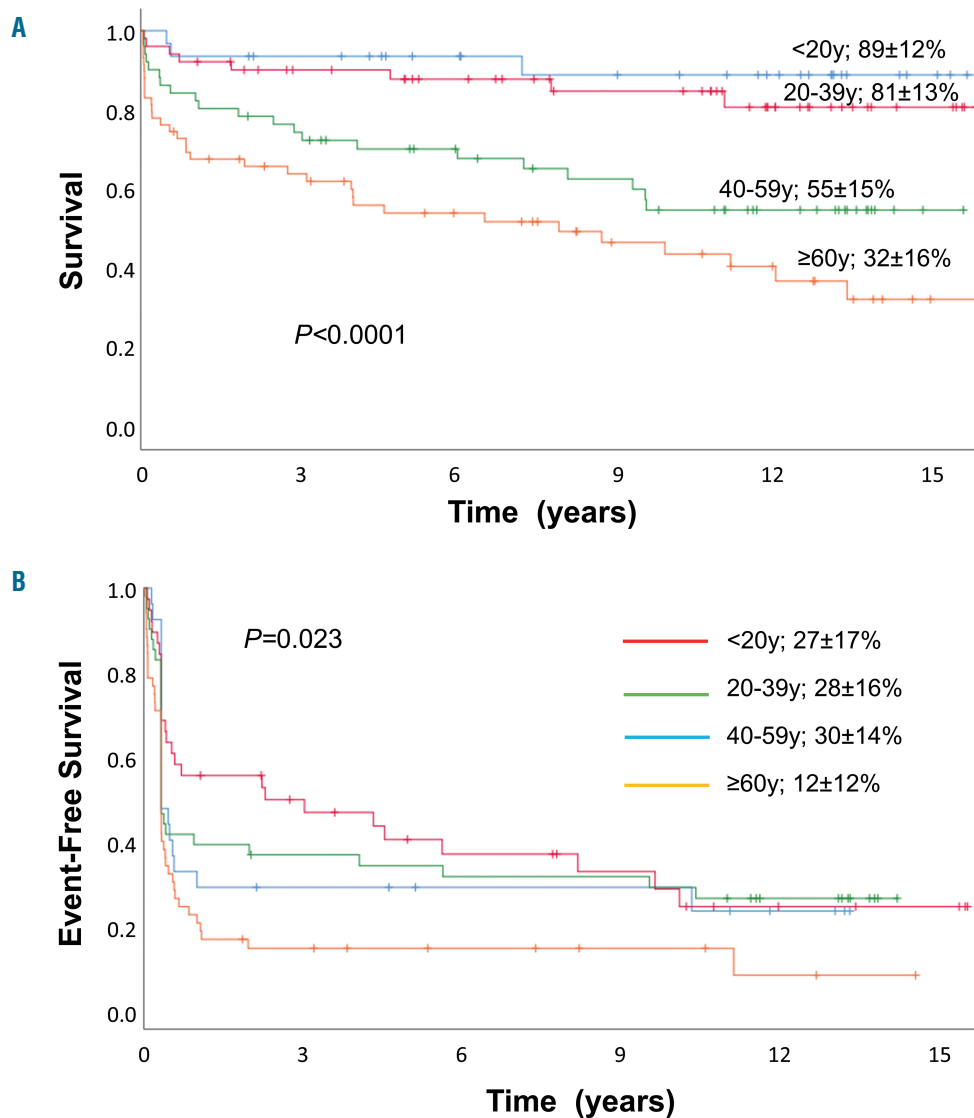 A
1.0
0.8
0.6
0.4
0.2
0.0
Survival
<20y; 89±12%
20-39y; 81±13%
40-59y; 55±15%
≥60y; 32±16%
P<0.0001
0 3 6 9 12 15
Time (years)
B
1.0
0.8
0.6
0.4
0.2
0.0
Event-Free Survival
P=0.023
<20y; 27±17%
20-39y; 28±16%
40-59y; 30±14%
≥60y; 12±12%
0 3 6 9 12 15
Time (years)